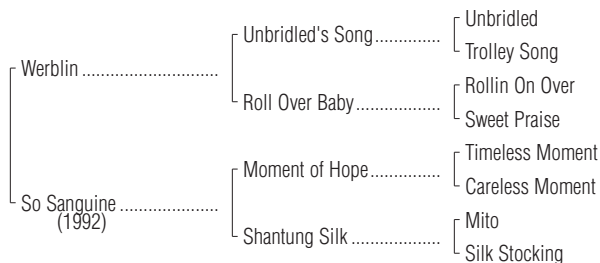 Unbridled
Unbridled's Song...............
Trolley Song
Werblin ...............................
Rollin On Over
Roll Over Baby...................
Sweet Praise
Timeless Moment
Moment of Hope................
Careless Moment
So Sanguine ......................
(1992)
Mito
Shantung Silk ....................
Silk Stocking